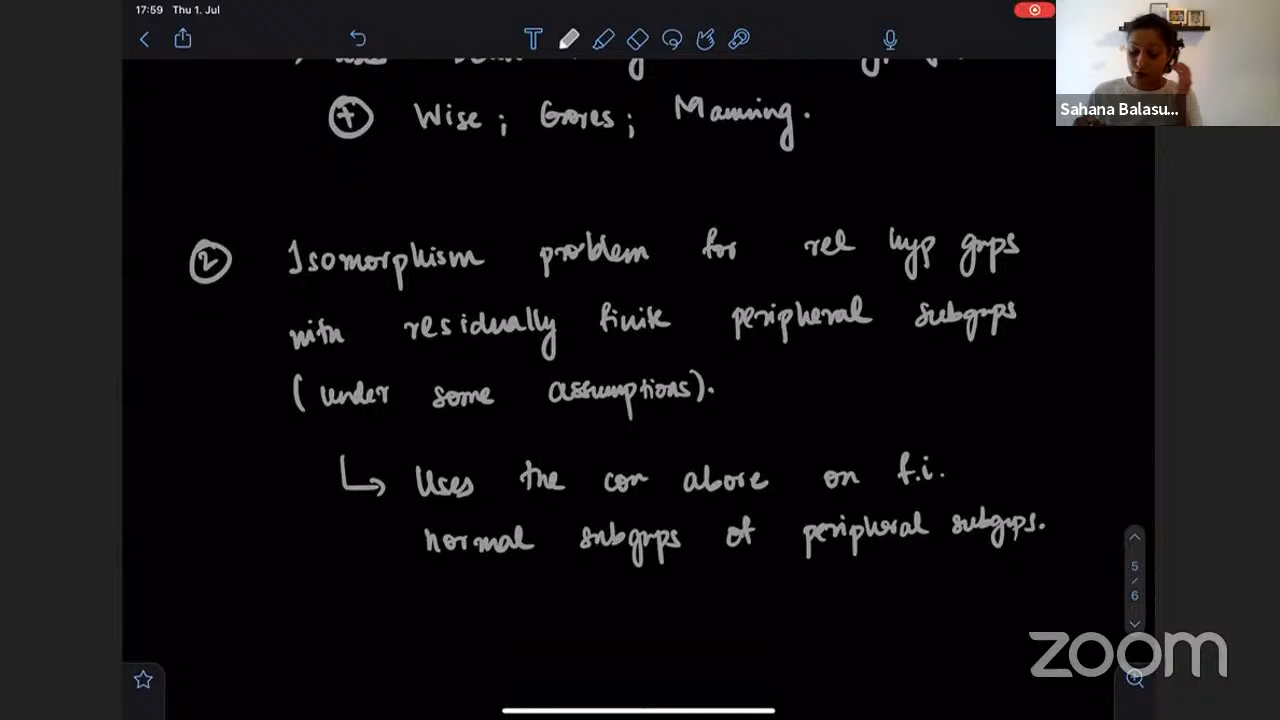 17:59 Thu 1. Jul
Sahana Balasu...
+ Wise; Groves; Manning.
2 Isomorphism problem for rel hyp grps
with residually finite peripheral subgrps
(under some assumptions).
↳ Uses the cor above on f.i.
normal subgrps of peripheral subgrps.
5
/
6
zoom